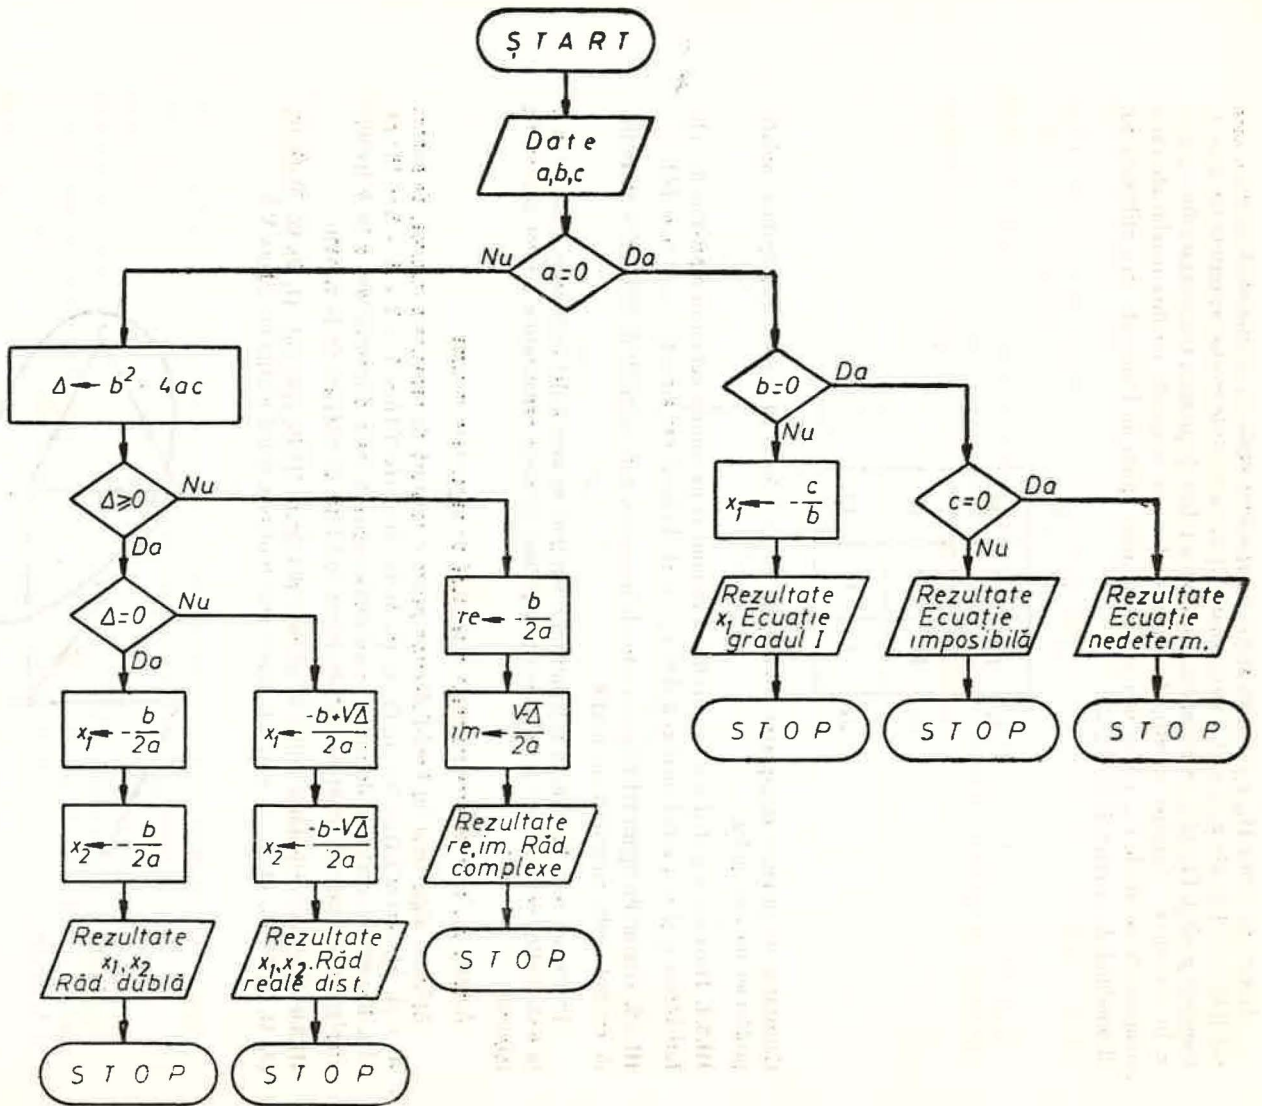 ȘTART
Date
a,b,c
a=0
Nu
Da
Δ ← b² 4ac
b=0
Da
Nu
Δ≥0
Nu
Da
x₁ ← -c/b
c=0
Da
Nu
Δ=0
Nu
Da
re ← -b/2a
Rezultate
x₁ Ecuație
gradul I
Rezultate
Ecuație
imposibilă
Rezultate
Ecuație
nedeterm.
x₁ ← -b/2a
x₁ ← -b+√Δ/2a
im ← √-Δ/2a
STOP
STOP
STOP
x₂ ← -b/2a
x₂ ← -b-√Δ/2a
Rezultate
re,im. Răd.
complexe
Rezultate
x₁,x₂
Răd. dublă
Rezultate
x₁,x₂.Răd
reale dist.
STOP
STOP
STOP